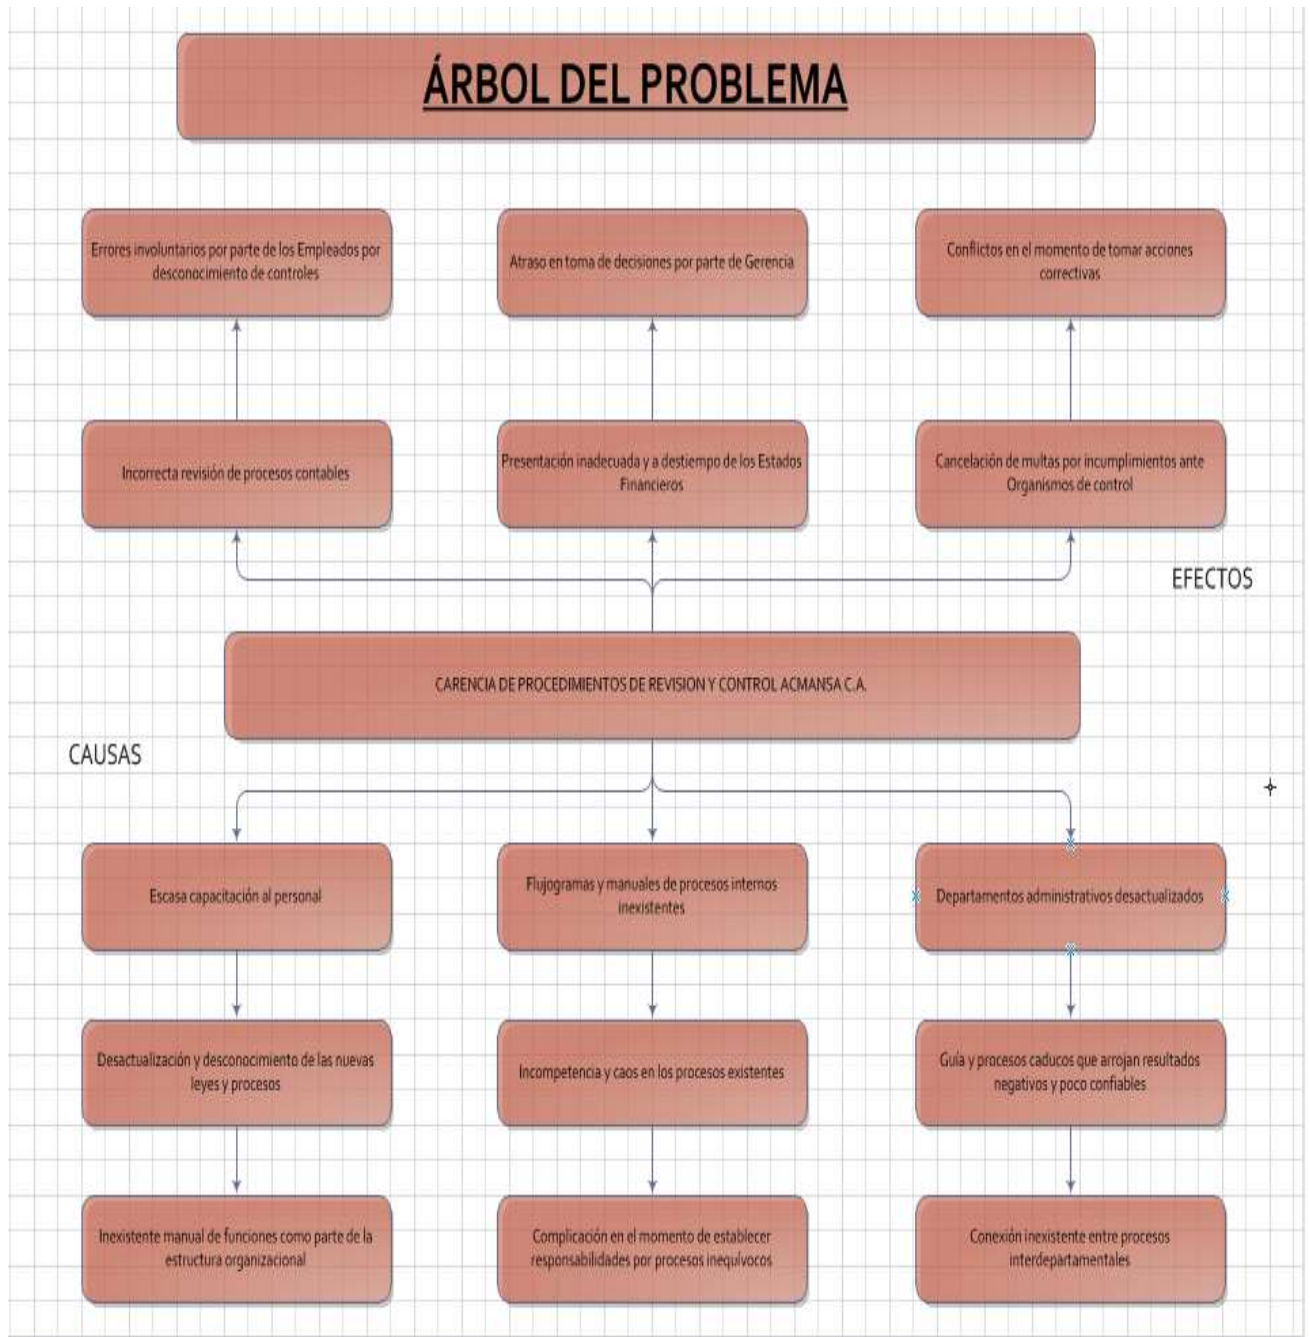 ÁRBOL DEL PROBLEMA
Errores involuntarios por parte de los Empleados por
desconocimiento de controles
Atraso en toma de decisiones por parte de Gerencia
Conflictos en el momento de tomar acciones
correctivas
Incorrecta revisión de procesos contables
Presentación inadecuada y a destiempo de los Estados
Financieros
Cancelación de multas por incumplimientos ante
Organismos de control
EFECTOS
CARENCIA DE PROCEDIMIENTOS DE REVISION Y CONTROL ACMANSA C.A.
CAUSAS
Escasa capacitación al personal
Flujogramas y manuales de procesos internos
inexistentes
Departamentos administrativos desactualizados
Desactualización y desconocimiento de las nuevas
leyes y procesos
Incompetencia y caos en los procesos existentes
Guía y procesos caducos que arrojan resultados
negativos y poco confiables
Inexistente manual de funciones como parte de la
estructura organizacional
Complicación en el momento de establecer
responsabilidades por procesos inequívocos
Conexión inexistente entre procesos
interdepartamentales